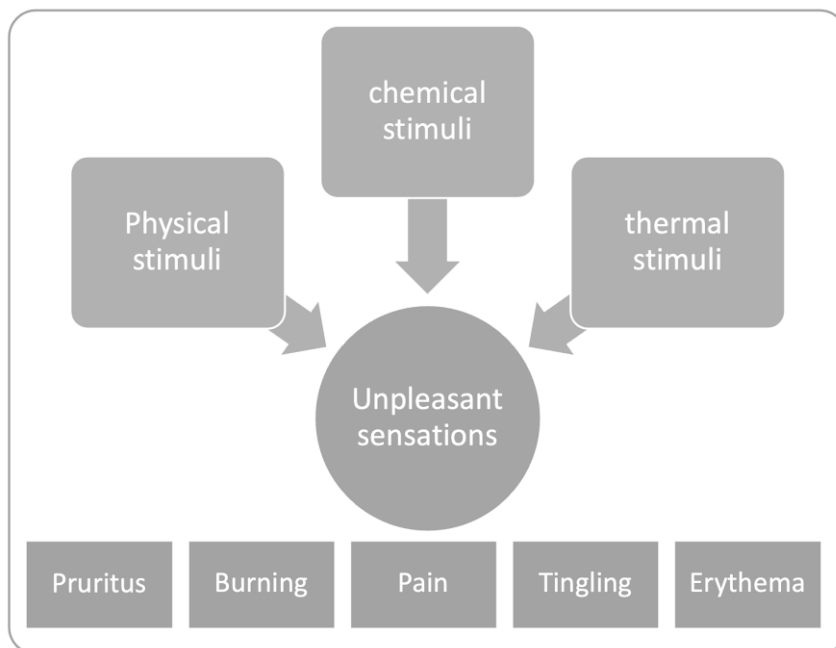 chemical
stimuli
Physical
stimuli
thermal
stimuli
Unpleasant
sensations
Pruritus
Burning
Pain
Tingling
Erythema